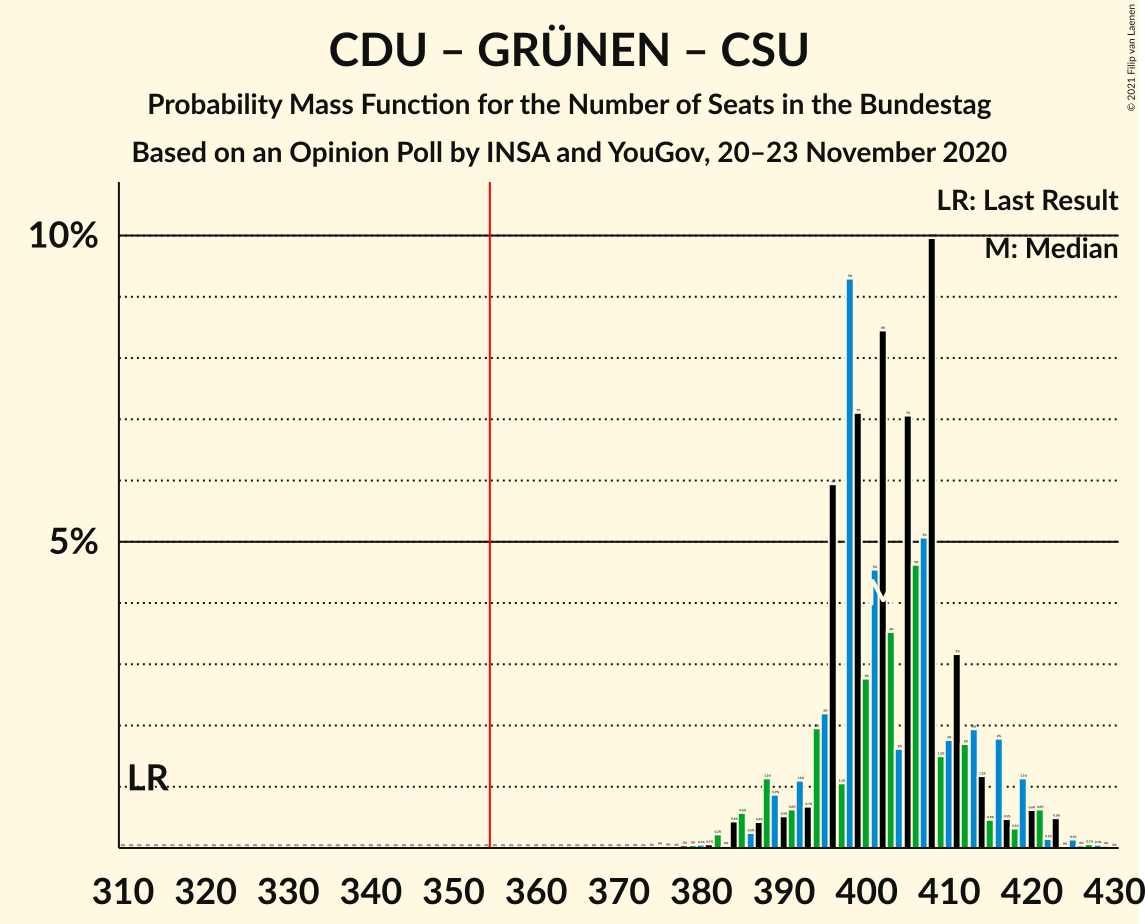 CDU – GRÜNEN – CSU
Probability Mass Function for the Number of Seats in the Bundestag
Based on an Opinion Poll by INSA and YouGov, 20–23 November 2020
© 2021 Filip van Laenen
LR: Last Result
M: Median
10%
5%
LR
310 320 330 340 350 360 370 380 390 400 410 420 430